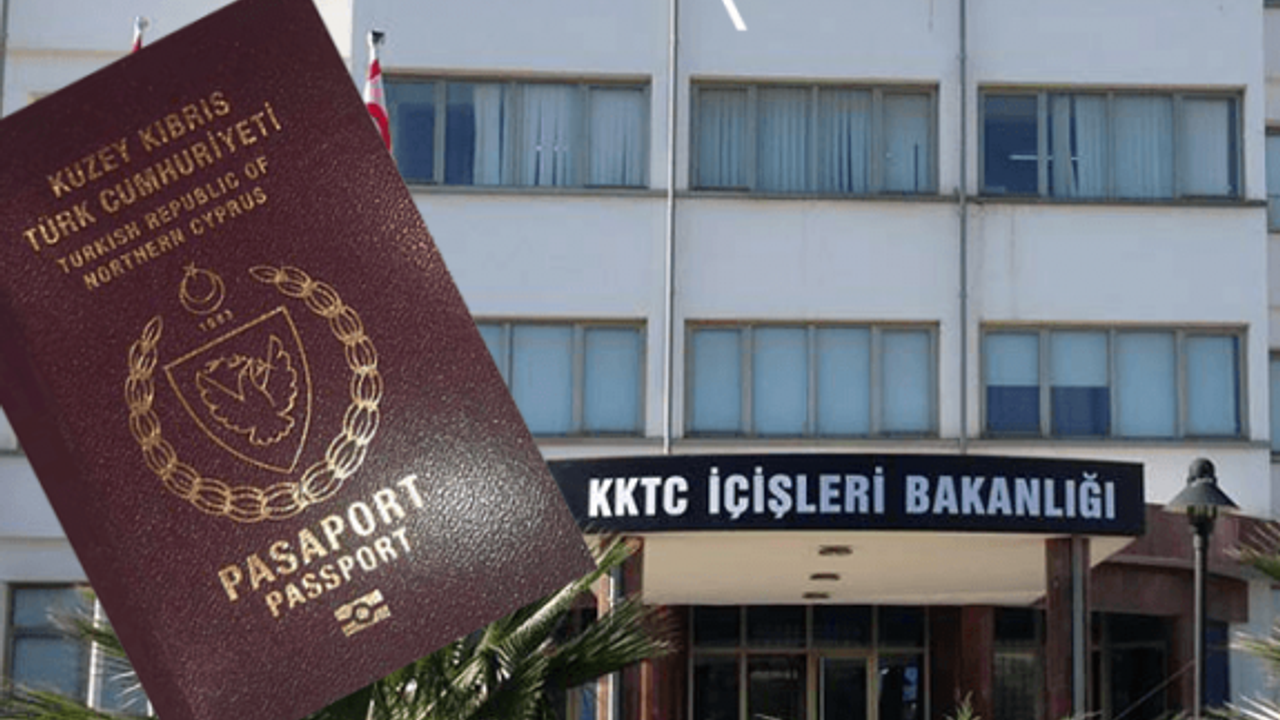 KUZEY KIBRIS
TÜRK CUMHURİYETİ
TURKISH REPUBLIC OF
NORTHERN CYPRUS
1983
PASAPORT
PASSPORT
KKTC İÇİŞLERİ BAKANLIĞI